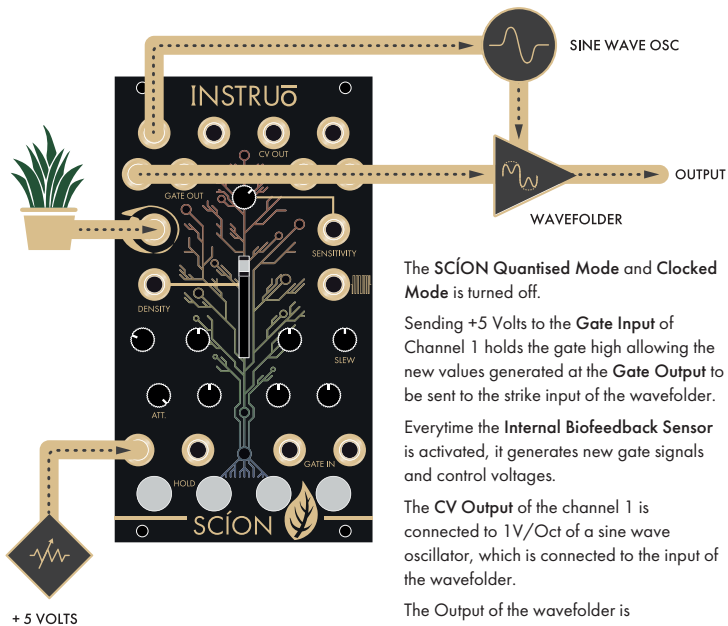 SINE WAVE OSC
INSTRUŌ
CV OUT
GATE OUT
OUTPUT
WAVEFOLDER
SENSITIVITY
DENSITY
SLEW
ATT.
GATE IN
HOLD
SCÍON
+ 5 VOLTS
The SCÍON Quantised Mode and Clocked
Mode is turned off.
Sending +5 Volts to the Gate Input of
Channel 1 holds the gate high allowing the
new values generated at the Gate Output to
be sent to the strike input of the wavefolder.
Everytime the Internal Biofeedback Sensor
is activated, it generates new gate signals
and control voltages.
The CV Output of the channel 1 is
connected to 1V/Oct of a sine wave
oscillator, which is connected to the input of
the wavefolder.
The Output of the wavefolder is